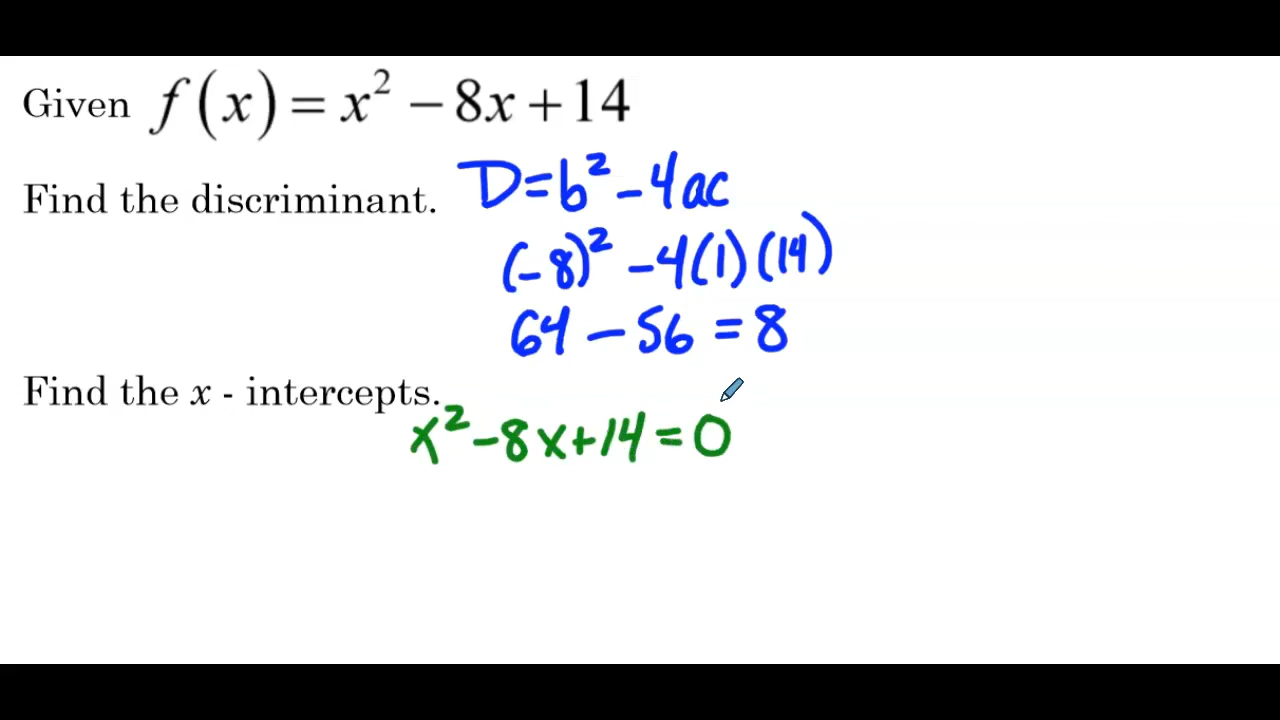 Given f(x) = x² − 8x + 14
Find the discriminant. D = b² − 4ac
(−8)² − 4(1)(14)
64 − 56 = 8
Find the x - intercepts.
x² − 8x + 14 = 0